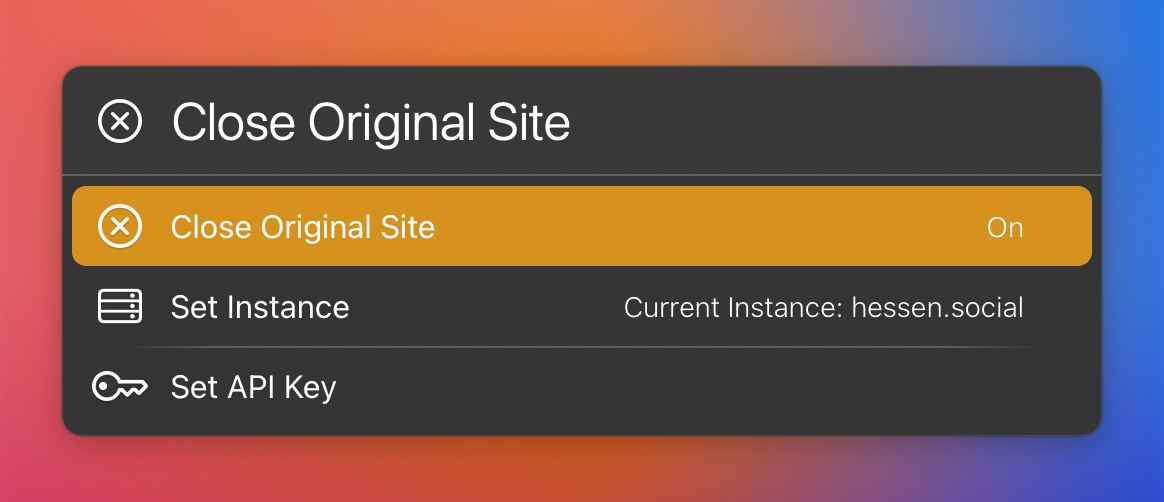 Close Original Site
Close Original Site On
Set Instance Current Instance: hessen.social
Set API Key